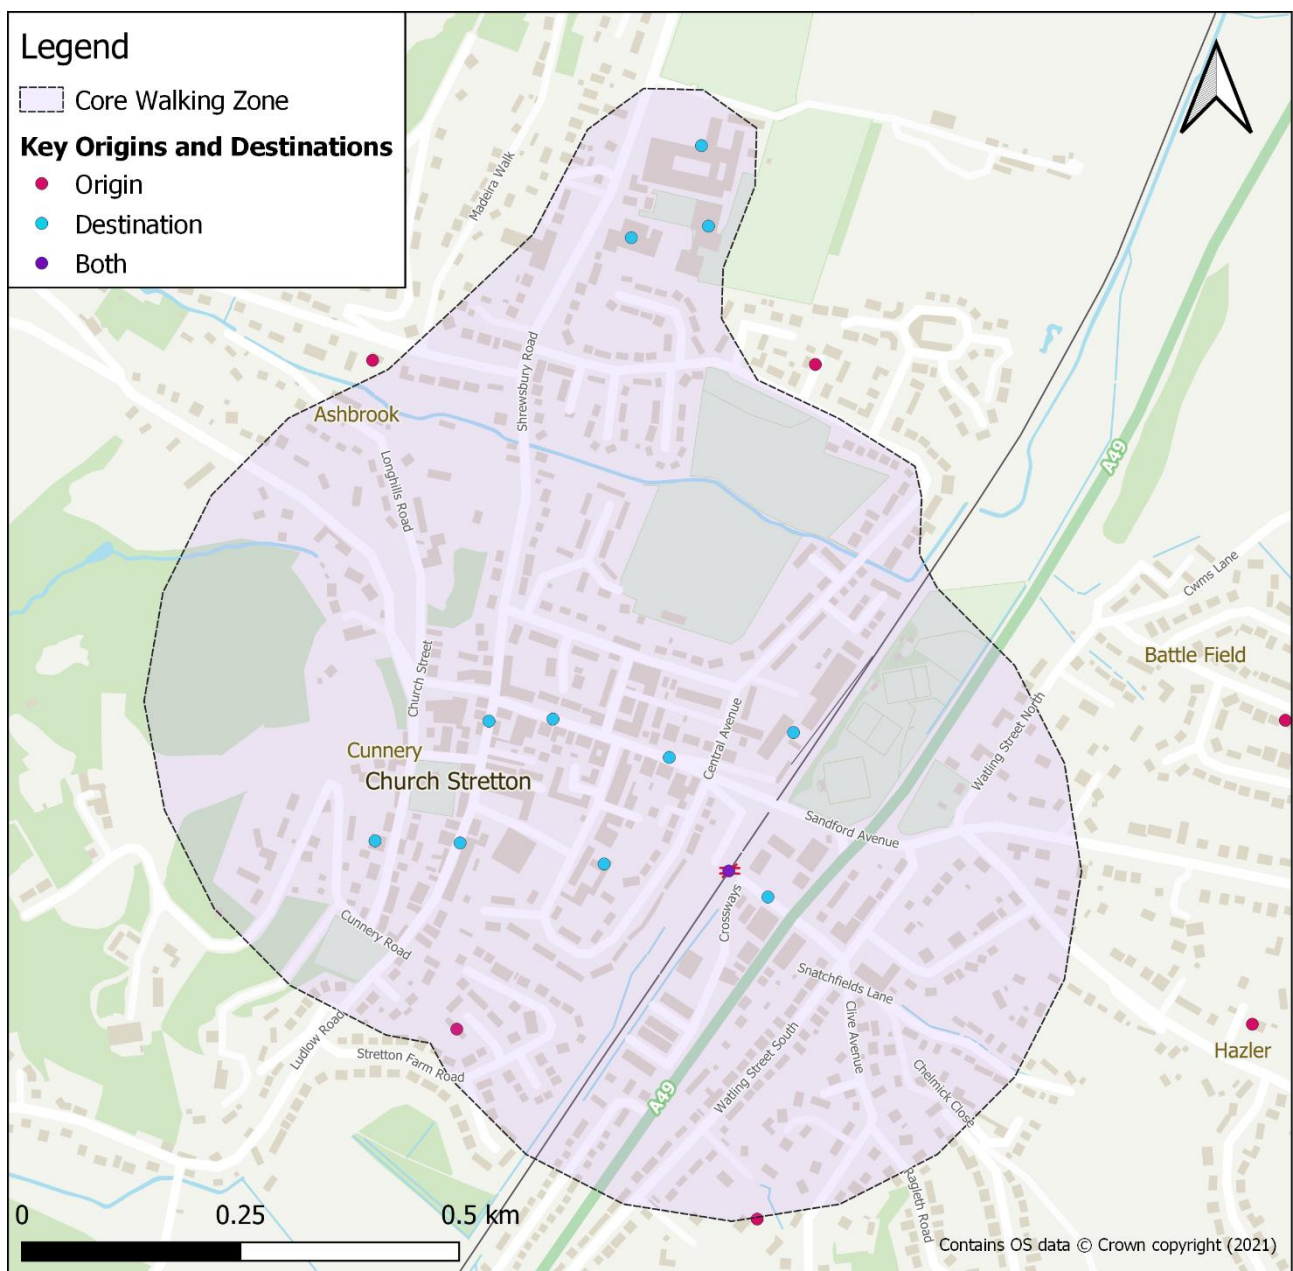 Legend
Core Walking Zone
Key Origins and Destinations
Origin
Destination
Both
Madeira Walk
Shrewsbury Road
Ashbrook
A49
Longhills Road
Cwms Lane
Battle Field
Church Street
Watling Street North
Central Avenue
Cunnery
Church Stretton
Sandford Avenue
Crossways
Cunnery Road
Snatchfields Lane
Clive Avenue
Ludlow Road
Hazler
Stretton Farm Road
Watling Street South
Chelmick Close
A49
Ragleth Road
0 0.25 0.5 km
Contains OS data © Crown copyright (2021)